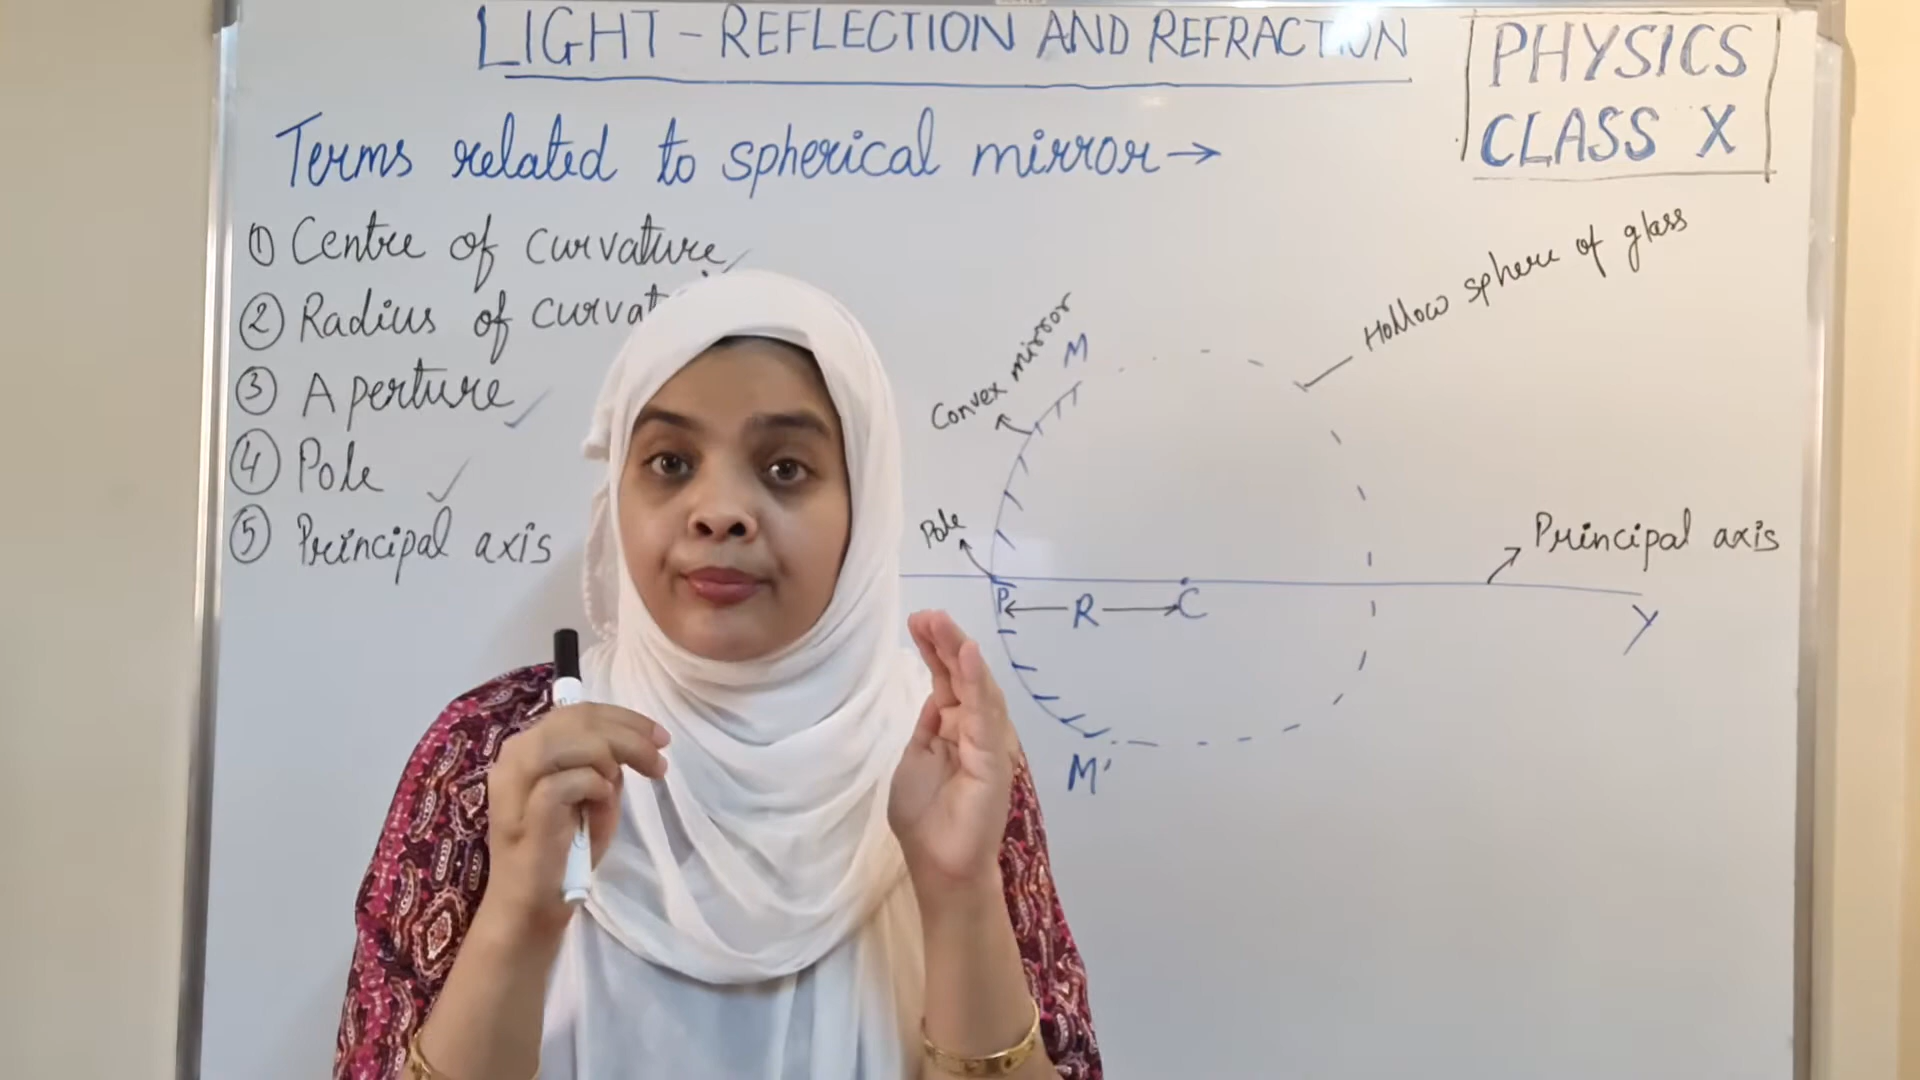 LIGHT - REFLECTION AND REFRACTION
PHYSICS
CLASS X
Terms related to spherical mirror →
① Centre of curvature
② Radius of
③ Aperture
④ Pole
⑤ Principal axis
Convex mirror
M
Hollow sphere of glass
Pole
Principal axis
P
R
C
Y
M'